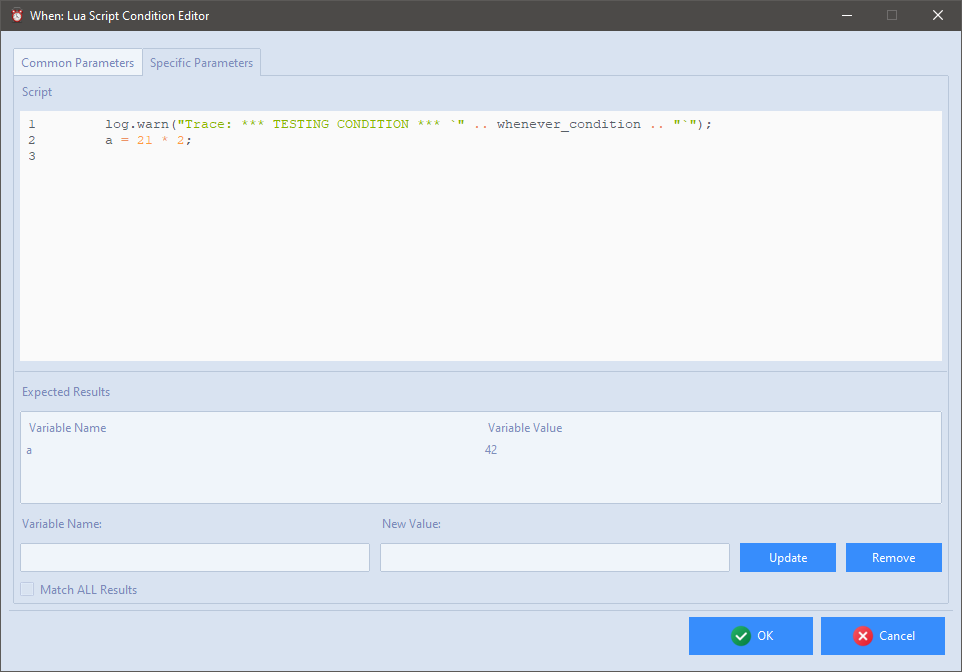 When: Lua Script Condition Editor
Common Parameters Specific Parameters
Script
1 log.warn("Trace: *** TESTING CONDITION *** `" .. whenever_condition .. "`");
2 a = 21 * 2;
3
Expected Results
Variable Name Variable Value
a 42
Variable Name: New Value:
Update Remove
Match ALL Results
OK Cancel